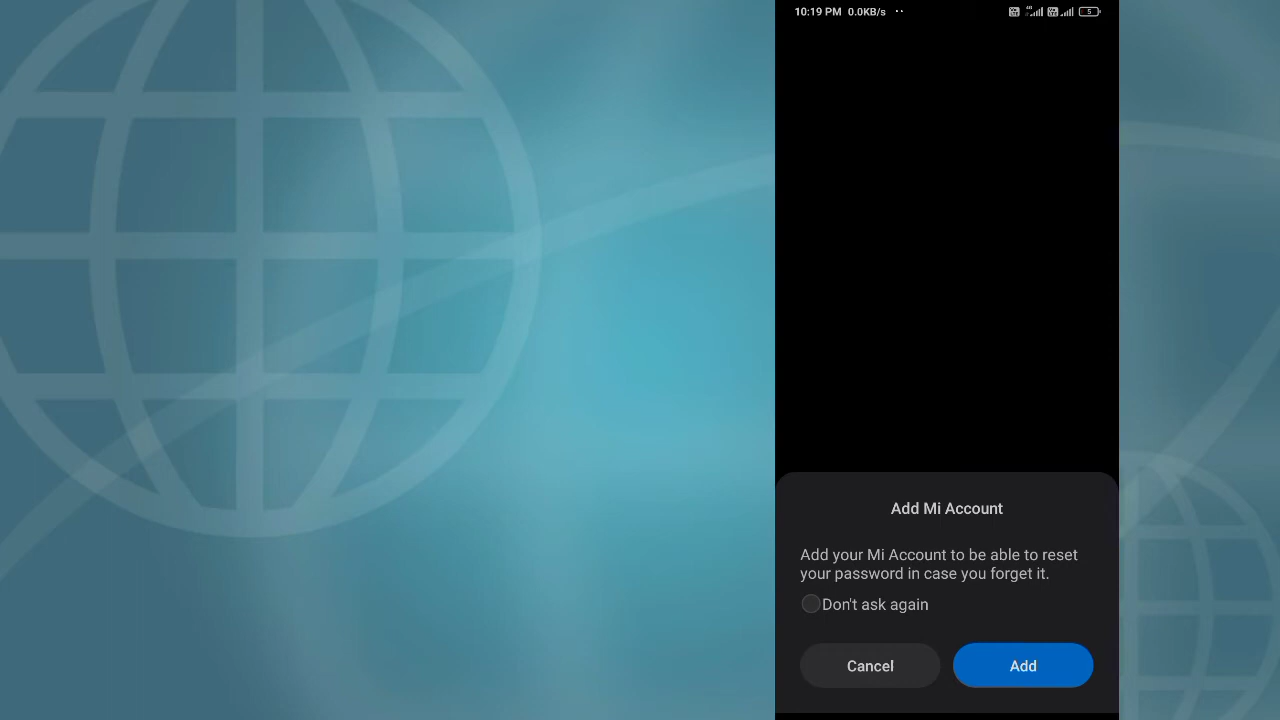 10:19 PM 0.0KB/s ··
5
Add Mi Account
Add your Mi Account to be able to reset
your password in case you forget it.
Don't ask again
Cancel
Add